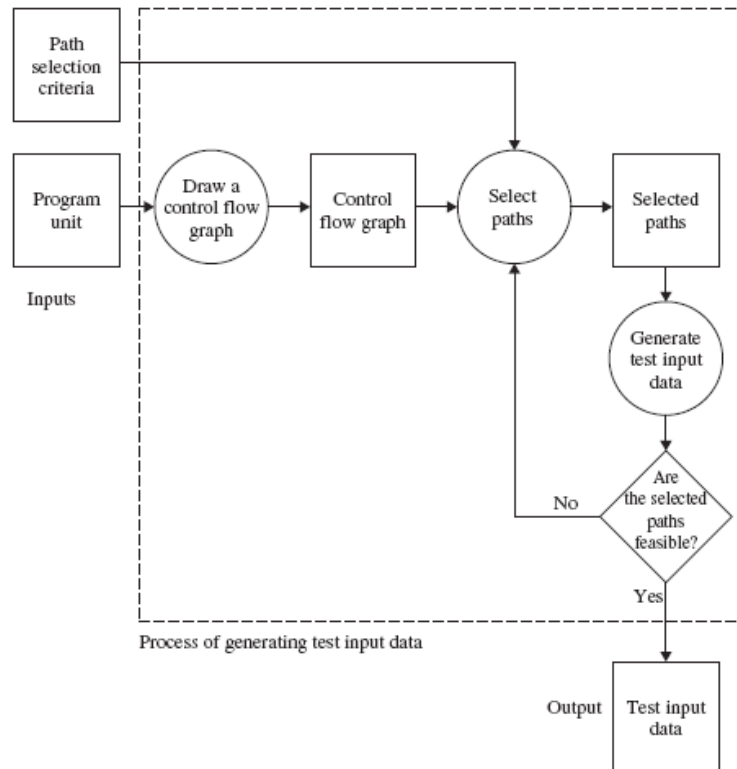 Path
selection
criteria
Program
unit
Inputs
Draw a
control flow
graph
Control
flow graph
Select
paths
Selected
paths
Generate
test input
data
Are
the selected
paths
feasible?
No
Yes
Process of generating test input data
Output
Test input
data